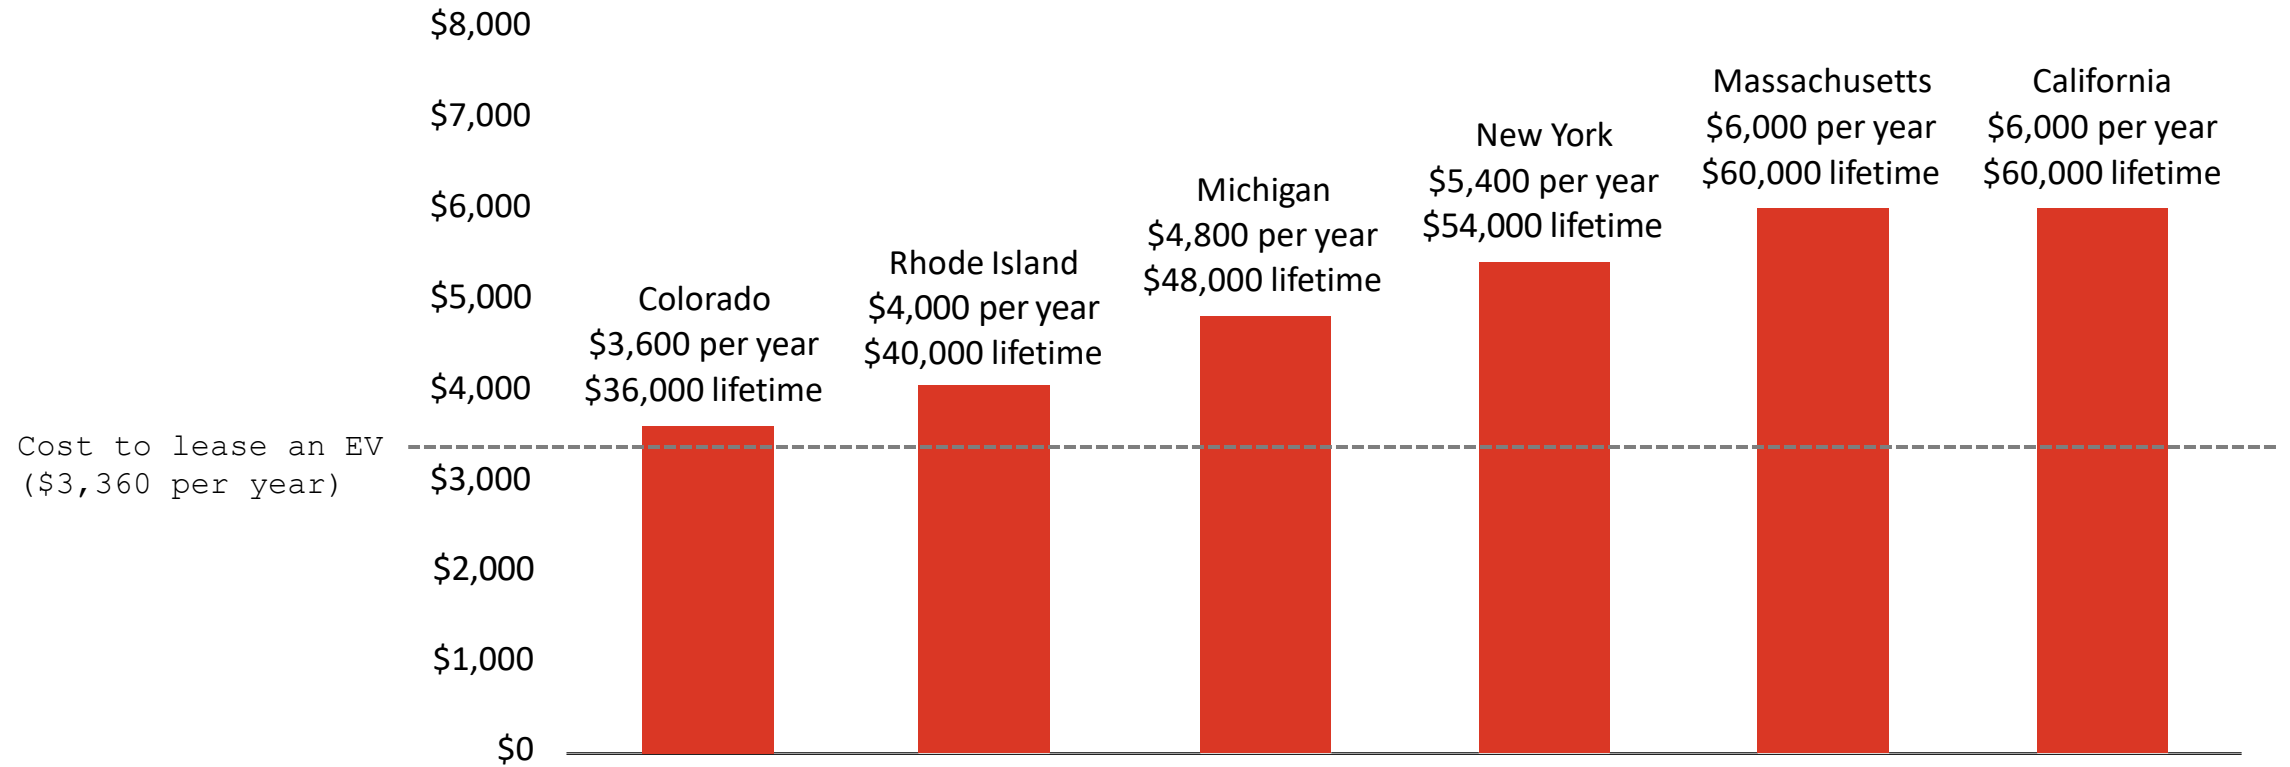 $8,000
$7,000
$6,000
$5,000
$4,000
$3,000
$2,000
$1,000
$0
Cost to lease an EV
($3,360 per year)
Colorado
$3,600 per year
$36,000 lifetime
Rhode Island
$4,000 per year
$40,000 lifetime
Michigan
$4,800 per year
$48,000 lifetime
New York
$5,400 per year
$54,000 lifetime
Massachusetts
$6,000 per year
$60,000 lifetime
California
$6,000 per year
$60,000 lifetime